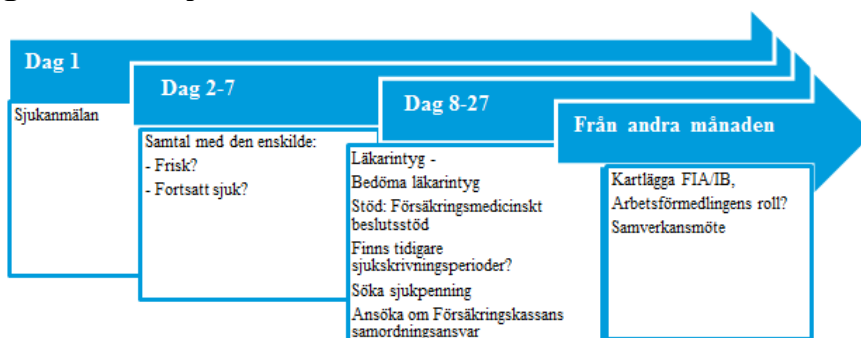 Dag 1
Sjukanmälan
Dag 2-7
Samtal med den enskilde:
- Frisk?
- Fortsatt sjuk?
Dag 8-27
Läkarintyg -
Bedöma läkarintyg
Stöd: Försäkringsmedicinskt
beslutsstöd
Finns tidigare
sjukskrivningsperioder?
Söka sjukpenning
Ansöka om Försäkringskassans
samordningsansvar
Från andra månaden
Kartlägga FIA/IB,
Arbetsförmedlingens roll?
Samverkansmöte